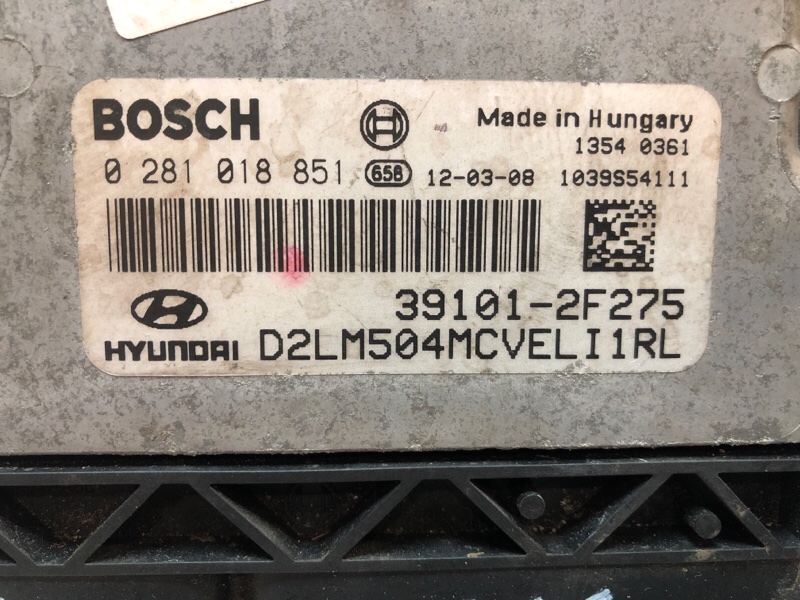 BOSCH
Made in Hungary
1354 0361
0 281 018 851 658 12-03-08 1039S54111
39101-2F275
HYUNDAI D2LM504MCVELI1RL